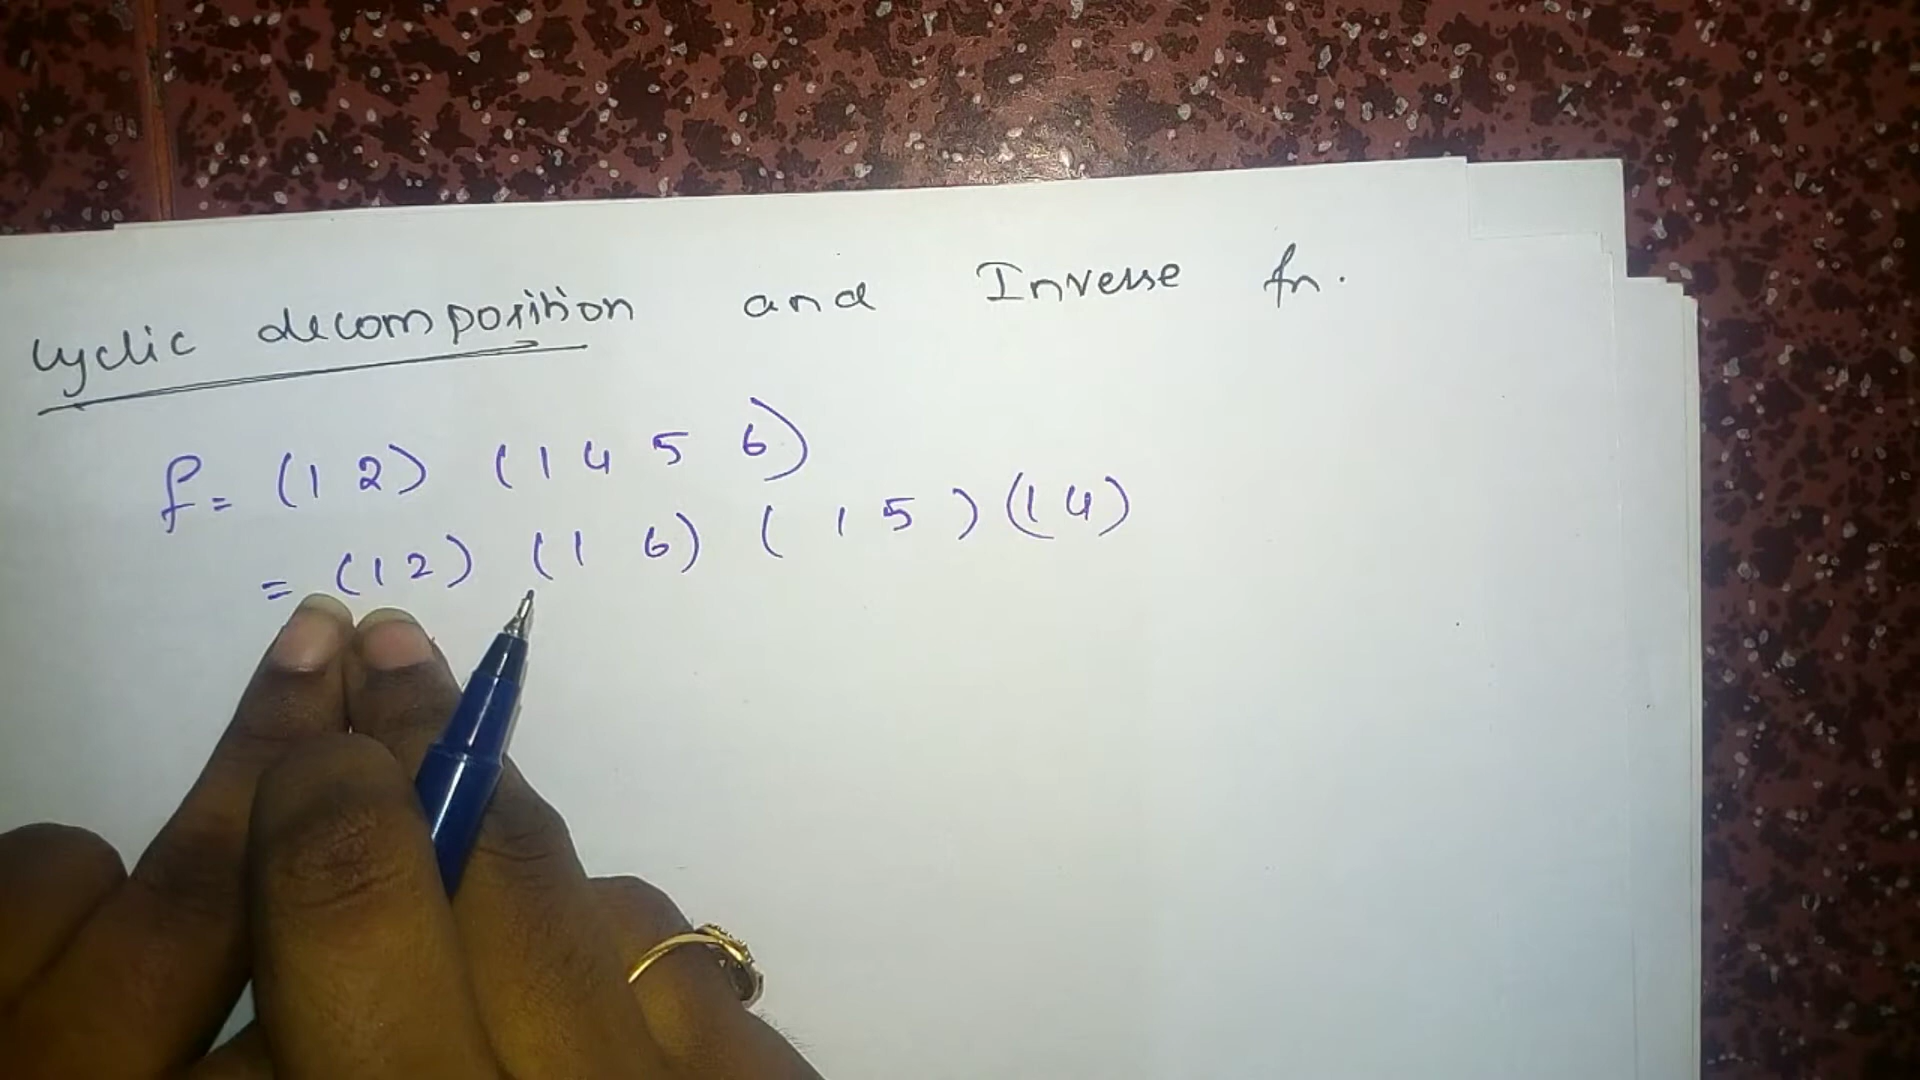 cyclic decomposition and Inverse fn.
f = (1 2) (1 4 5 6)
= (1 2) (1 6) (1 5) (1 4)